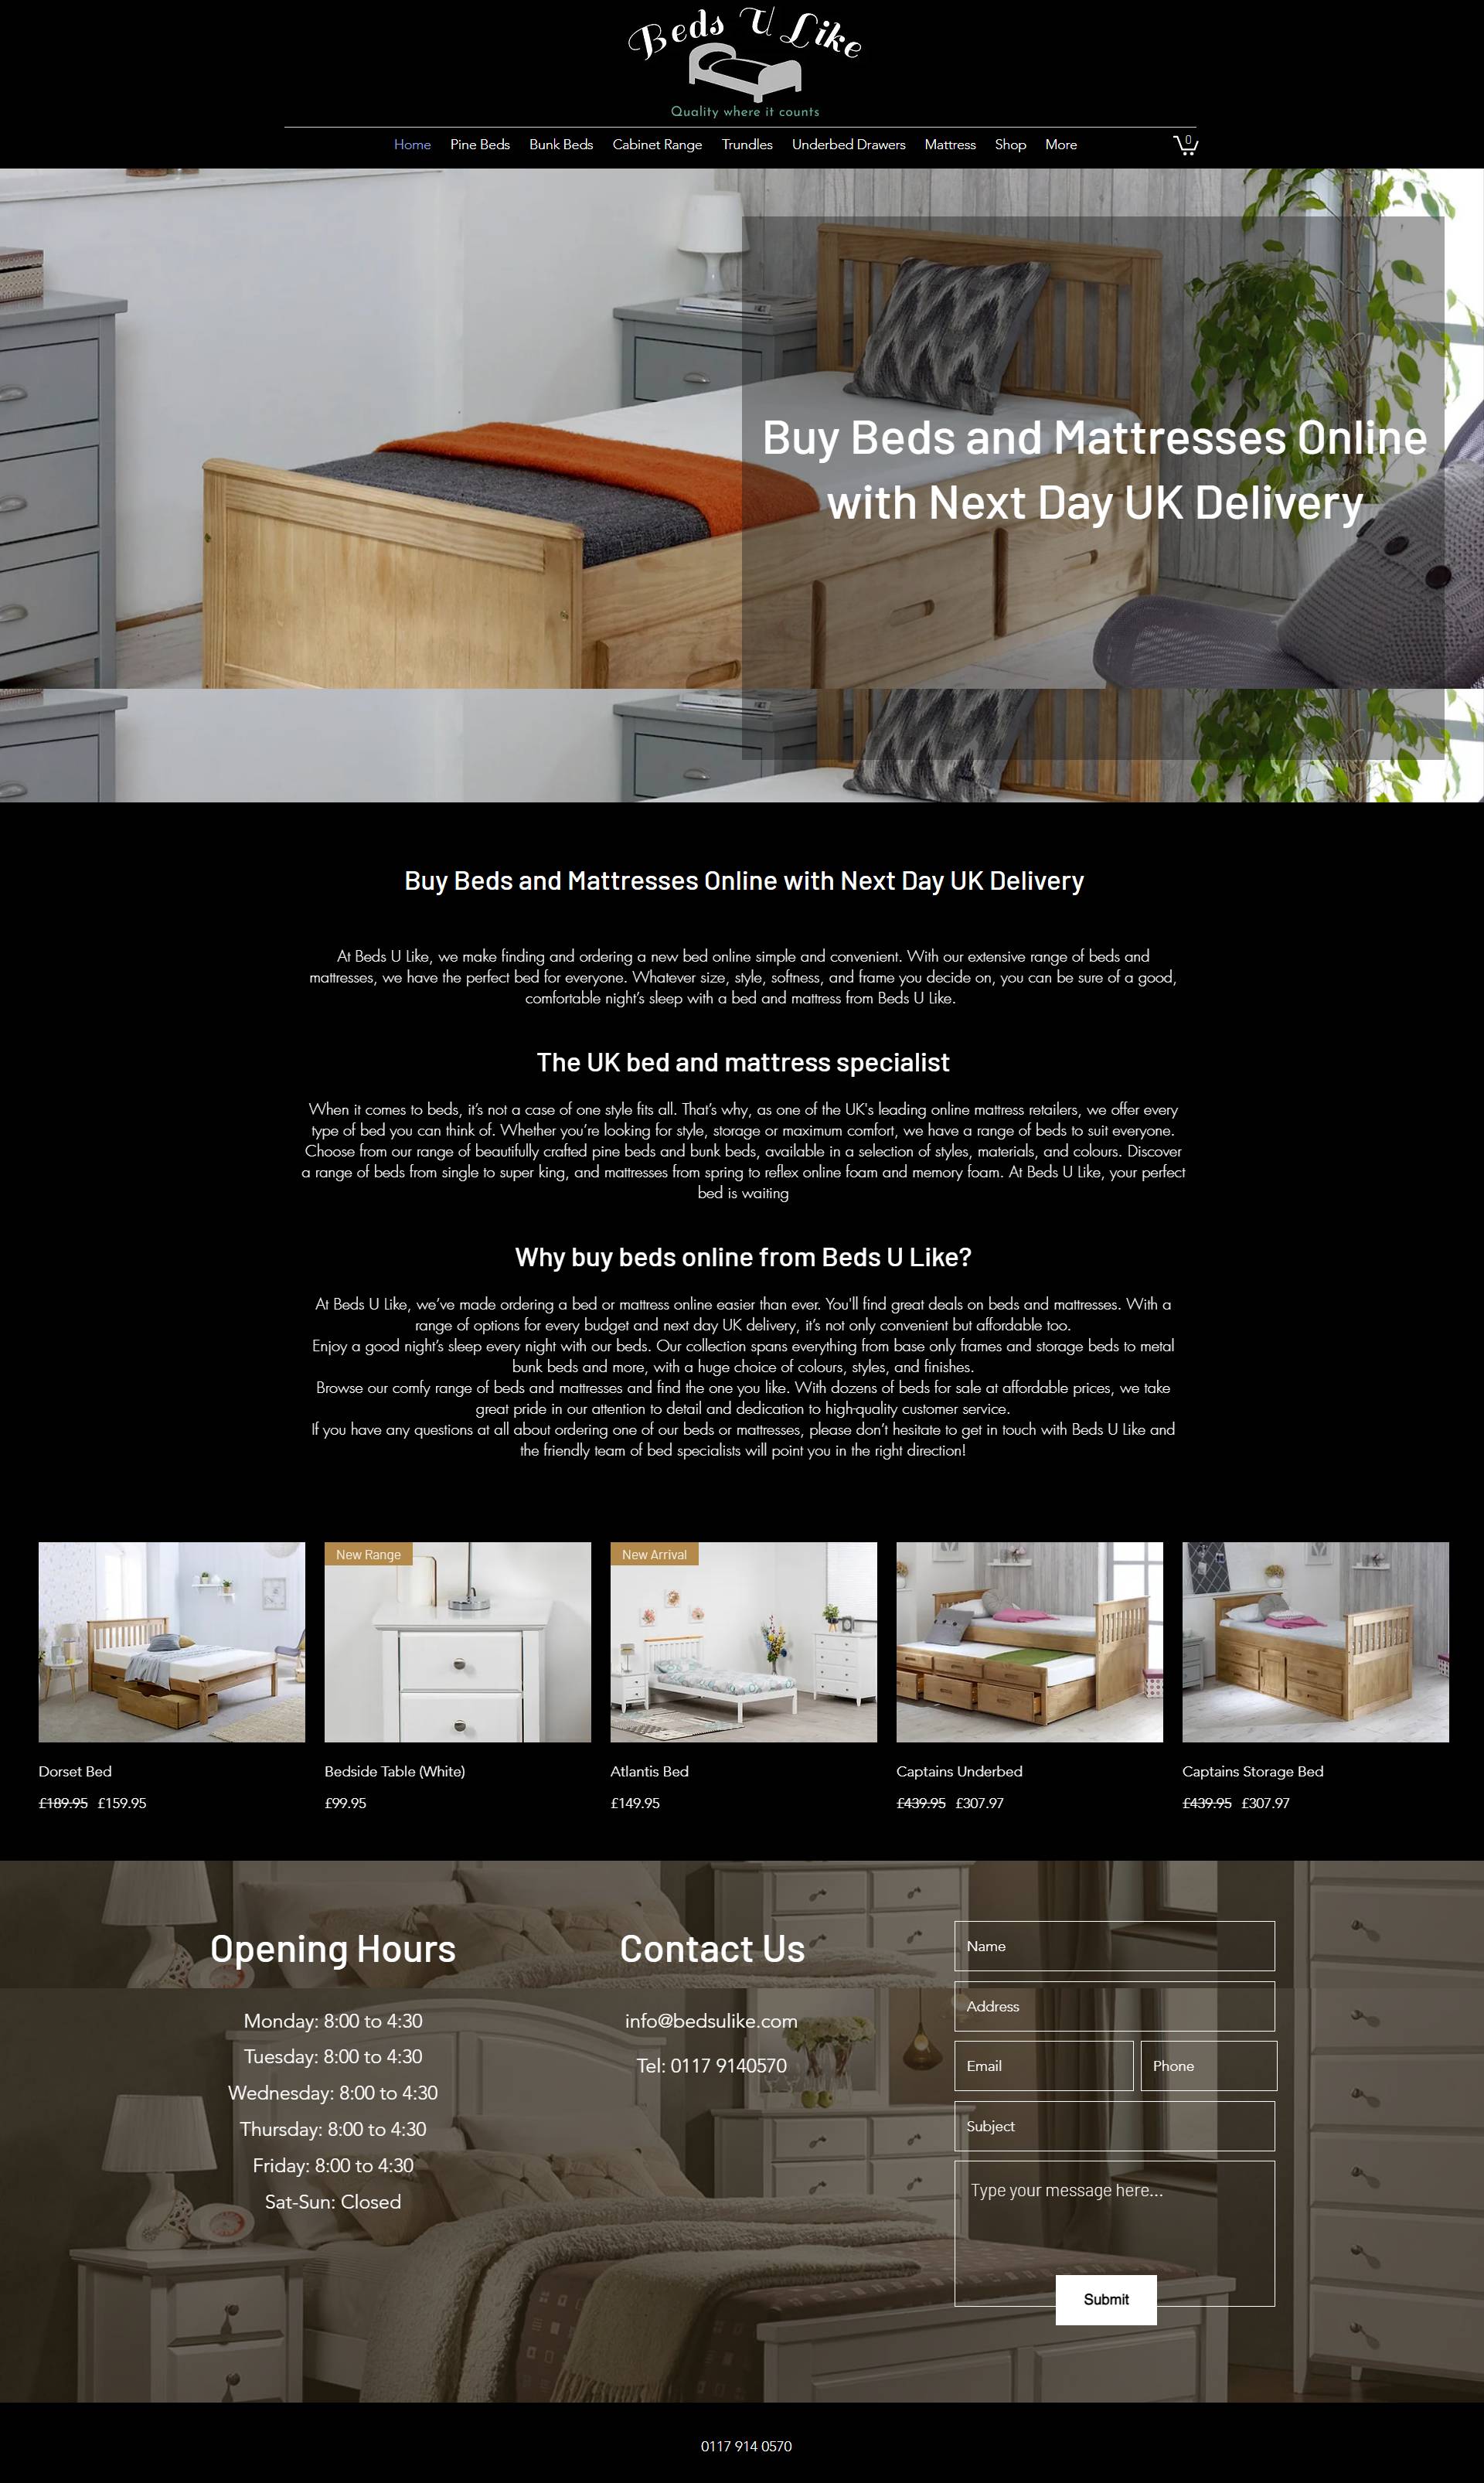 Beds U Like
Quality where it counts
Home Pine Beds Bunk Beds Cabinet Range Trundles Underbed Drawers Mattress Shop More 0
Buy Beds and Mattresses Online
with Next Day UK Delivery
Buy Beds and Mattresses Online with Next Day UK Delivery
At Beds U Like, we make finding and ordering a new bed online simple and convenient. With our extensive range of beds and
mattresses, we have the perfect bed for everyone. Whatever size, style, softness, and frame you decide on, you can be sure of a good,
comfortable night’s sleep with a bed and mattress from Beds U Like.
The UK bed and mattress specialist
When it comes to beds, it’s not a case of one style fits all. That’s why, as one of the UK's leading online mattress retailers, we offer every
type of bed you can think of. Whether you’re looking for style, storage or maximum comfort, we have a range of beds to suit everyone.
Choose from our range of beautifully crafted pine beds and bunk beds, available in a selection of styles, materials, and colours. Discover
a range of beds from single to super king, and mattresses from spring to reflex online foam and memory foam. At Beds U Like, your perfect
bed is waiting
Why buy beds online from Beds U Like?
At Beds U Like, we’ve made ordering a bed or mattress online easier than ever. You'll find great deals on beds and mattresses. With a
range of options for every budget and next day UK delivery, it’s not only convenient but affordable too.
Enjoy a good night’s sleep every night with our beds. Our collection spans everything from base only frames and storage beds to metal
bunk beds and more, with a huge choice of colours, styles, and finishes.
Browse our comfy range of beds and mattresses and find the one you like. With dozens of beds for sale at affordable prices, we take
great pride in our attention to detail and dedication to high-quality customer service.
If you have any questions at all about ordering one of our beds or mattresses, please don’t hesitate to get in touch with Beds U Like and
the friendly team of bed specialists will point you in the right direction!
New Range
New Arrival
Dorset Bed
£189.95 £159.95
Bedside Table (White)
£99.95
Atlantis Bed
£149.95
Captains Underbed
£439.95 £307.97
Captains Storage Bed
£439.95 £307.97
Opening Hours
Monday: 8:00 to 4:30
Tuesday: 8:00 to 4:30
Wednesday: 8:00 to 4:30
Thursday: 8:00 to 4:30
Friday: 8:00 to 4:30
Sat-Sun: Closed
Contact Us
info@bedsulike.com
Tel: 0117 9140570
Name
Address
Email
Phone
Subject
Type your message here...
Submit
0117 914 0570